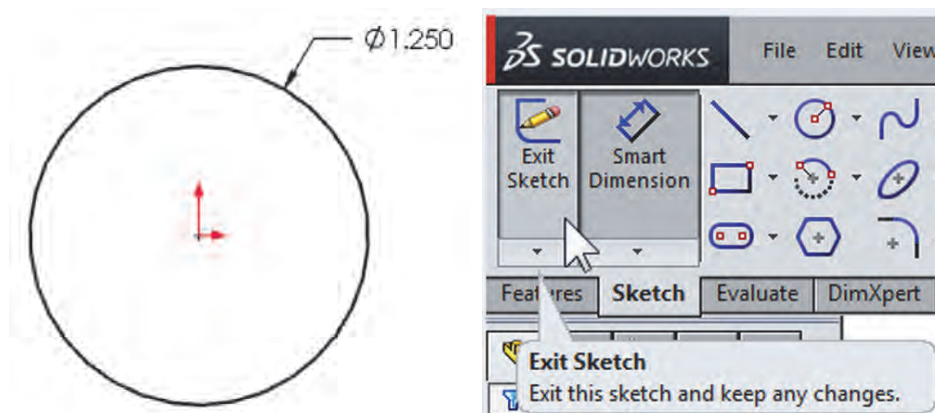 Ø1.250
SOLIDWORKS File Edit View
Exit Sketch
Smart Dimension
Features Sketch Evaluate DimXpert
Exit Sketch
Exit this sketch and keep any changes.